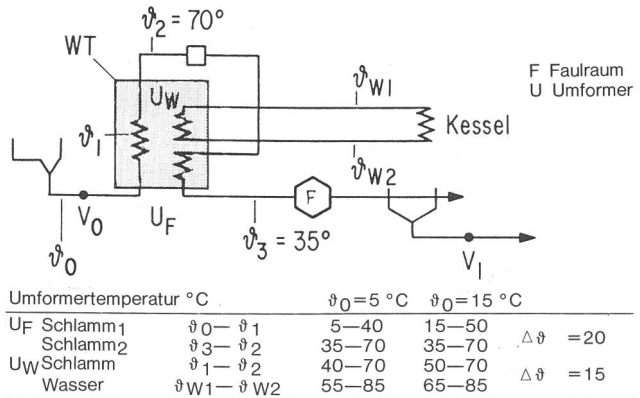 ϑ2 = 70°
WT
F Faulraum
U Umformer
UW
ϑW1
ϑ1
Kessel
ϑW2
F
V0
UF
ϑ0
ϑ3 = 35°
V1
Umformertemperatur °C ϑ0=5 °C ϑ0=15 °C
UF Schlamm1 ϑ0–ϑ1 5–40 15–50
Schlamm2 ϑ3–ϑ2 35–70 35–70 Δϑ =20
UW Schlamm ϑ1–ϑ2 40–70 50–70
Wasser ϑW1–ϑW2 55–85 65–85 Δϑ =15